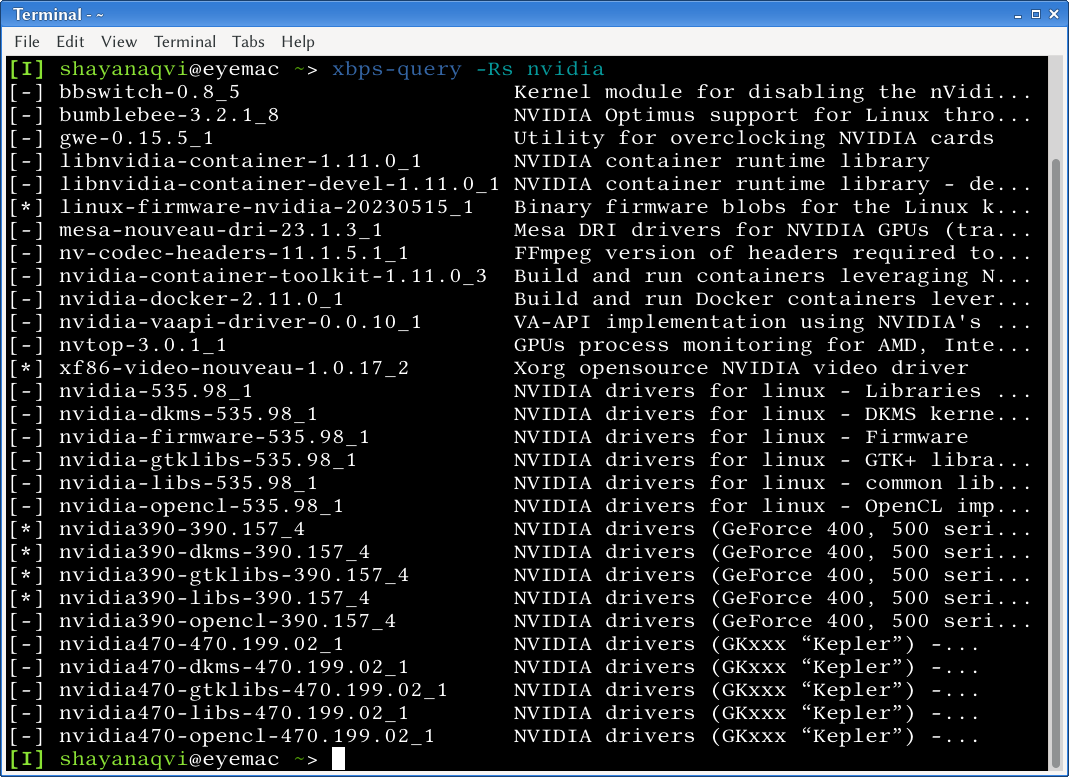 Terminal - ~
File Edit View Terminal Tabs Help
[I] shayanaqvi@eyemac ~> xbps-query -Rs nvidia
[-] bbswitch-0.8_5 Kernel module for disabling the nVidi...
[-] bumblebee-3.2.1_8 NVIDIA Optimus support for Linux thro...
[-] gwe-0.15.5_1 Utility for overclocking NVIDIA cards
[-] libnvidia-container-1.11.0_1 NVIDIA container runtime library
[-] libnvidia-container-devel-1.11.0_1 NVIDIA container runtime library - de...
[*] linux-firmware-nvidia-20230515_1 Binary firmware blobs for the Linux k...
[-] mesa-nouveau-dri-23.1.3_1 Mesa DRI drivers for NVIDIA GPUs (tra...
[-] nv-codec-headers-11.1.5.1_1 FFmpeg version of headers required to...
[-] nvidia-container-toolkit-1.11.0_3 Build and run containers leveraging N...
[-] nvidia-docker-2.11.0_1 Build and run Docker containers lever...
[-] nvidia-vaapi-driver-0.0.10_1 VA-API implementation using NVIDIA's ...
[-] nvtop-3.0.1_1 GPUs process monitoring for AMD, Inte...
[*] xf86-video-nouveau-1.0.17_2 Xorg opensource NVIDIA video driver
[-] nvidia-535.98_1 NVIDIA drivers for linux - Libraries ...
[-] nvidia-dkms-535.98_1 NVIDIA drivers for linux - DKMS kerne...
[-] nvidia-firmware-535.98_1 NVIDIA drivers for linux - Firmware
[-] nvidia-gtklibs-535.98_1 NVIDIA drivers for linux - GTK+ libra...
[-] nvidia-libs-535.98_1 NVIDIA drivers for linux - common lib...
[-] nvidia-opencl-535.98_1 NVIDIA drivers for linux - OpenCL imp...
[*] nvidia390-390.157_4 NVIDIA drivers (GeForce 400, 500 seri...
[*] nvidia390-dkms-390.157_4 NVIDIA drivers (GeForce 400, 500 seri...
[*] nvidia390-gtklibs-390.157_4 NVIDIA drivers (GeForce 400, 500 seri...
[*] nvidia390-libs-390.157_4 NVIDIA drivers (GeForce 400, 500 seri...
[-] nvidia390-opencl-390.157_4 NVIDIA drivers (GeForce 400, 500 seri...
[-] nvidia470-470.199.02_1 NVIDIA drivers (GKxxx “Kepler”) -...
[-] nvidia470-dkms-470.199.02_1 NVIDIA drivers (GKxxx “Kepler”) -...
[-] nvidia470-gtklibs-470.199.02_1 NVIDIA drivers (GKxxx “Kepler”) -...
[-] nvidia470-libs-470.199.02_1 NVIDIA drivers (GKxxx “Kepler”) -...
[-] nvidia470-opencl-470.199.02_1 NVIDIA drivers (GKxxx “Kepler”) -...
[I] shayanaqvi@eyemac ~>